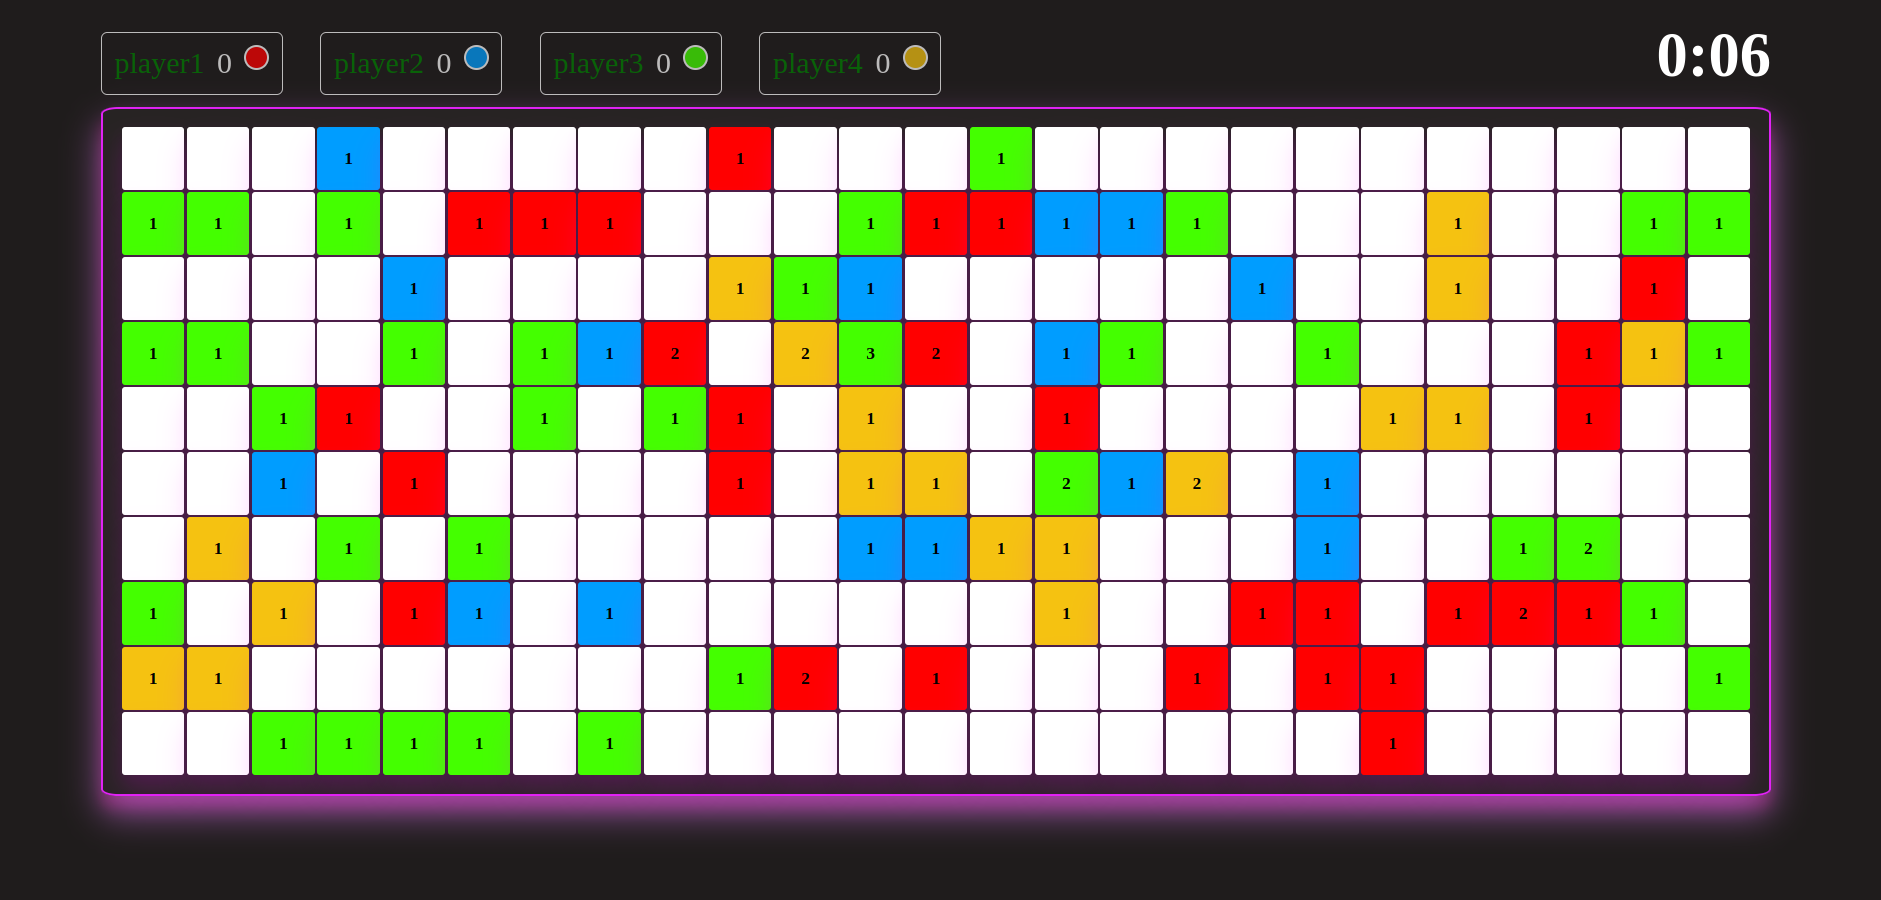 player1 0 player2 0 player3 0 player4 0 0:06
1 1 1
1 1 1 1 1 1 1 1 1 1 1 1 1 1 1
1 1 1 1 1 1 1
1 1 1 1 1 2 2 3 2 1 1 1 1 1 1
1 1 1 1 1 1 1 1 1 1
1 1 1 1 1 2 1 2 1
1 1 1 1 1 1 1 1 1 2
1 1 1 1 1 1 1 1 1 2 1 1
1 1 1 2 1 1 1 1 1
1 1 1 1 1 1